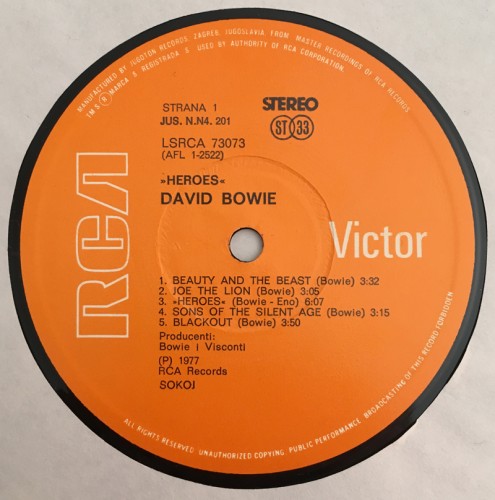 MANUFACTURED BY JUGOTON RECORDS, ZAGREB, JUGOSLAVIA FROM MASTER RECORDINGS OF RCA RECORDS
TMS ® MARCA S REGISTRADA S USED BY AUTHORITY OF RCA CORPORATION.
STRANA 1
STEREO
JUS. N.N4. 201
ST 33
LSRCA 73073
(AFL 1-2522)
»HEROES«
DAVID BOWIE
RCA
Victor
1. BEAUTY AND THE BEAST (Bowie) 3:32
2. JOE THE LION (Bowie) 3:05
3. »HEROES« (Bowie - Eno) 6:07
4. SONS OF THE SILENT AGE (Bowie) 3:15
5. BLACKOUT (Bowie) 3:50
Producenti:
Bowie i Visconti
(P) 1977
RCA Records
SOKOJ
ALL RIGHTS RESERVED. UNAUTHORIZED COPYING, PUBLIC PERFORMANCE, BROADCASTING OF THIS RECORD FORBIDDEN